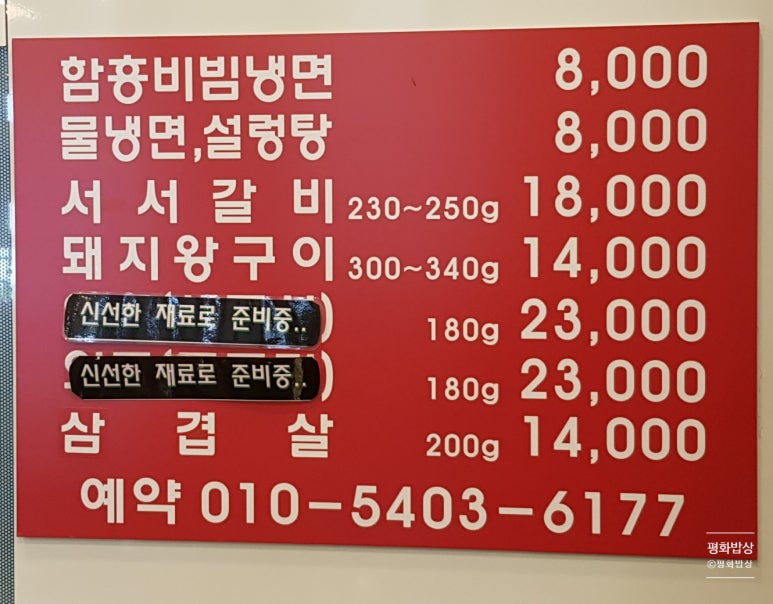 함흥비빔냉면 8,000
물냉면,설렁탕 8,000
서서갈비 230~250g 18,000
돼지왕구이 300~340g 14,000
신선한 재료로 준비중.. ) 180g 23,000
신선한 재료로 준비중.. ) 180g 23,000
삼겹살 200g 14,000
예약 010-5403-6177
평화밥상
©평화밥상